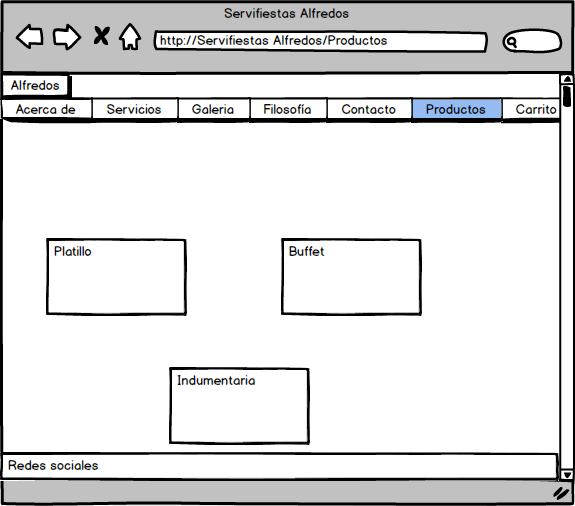 Servifiestas Alfredos
http://Servifiestas Alfredos/Productos
Alfredos
Acerca de Servicios Galeria Filosofía Contacto Productos Carrito
Platillo Buffet
Indumentaria
Redes sociales